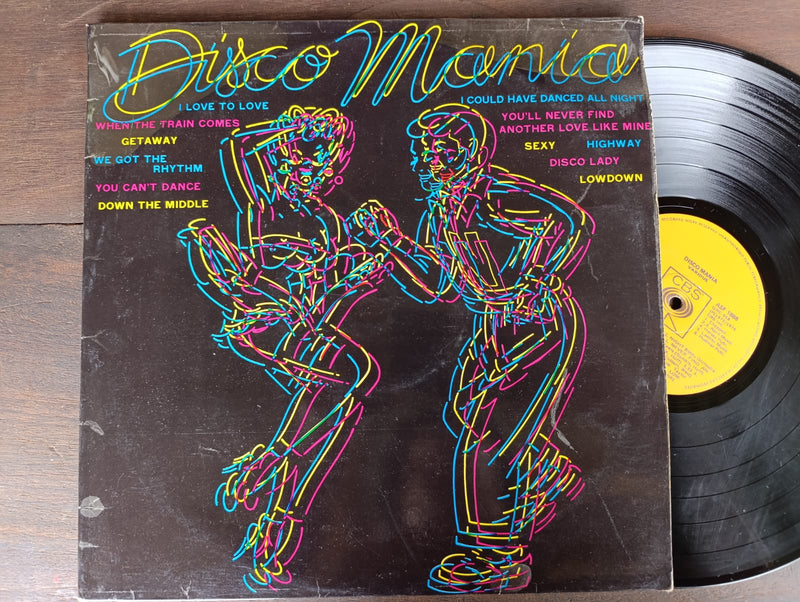 Disco Mania
I LOVE TO LOVE
WHEN THE TRAIN COMES
GETAWAY
WE GOT THE
RHYTHM
YOU CAN'T DANCE
DOWN THE MIDDLE
I COULD HAVE DANCED ALL NIGHT
YOU'LL NEVER FIND
ANOTHER LOVE LIKE MINE
SEXY HIGHWAY
DISCO LADY
LOWDOWN
DISCO MANIA
VARIOUS
CBS